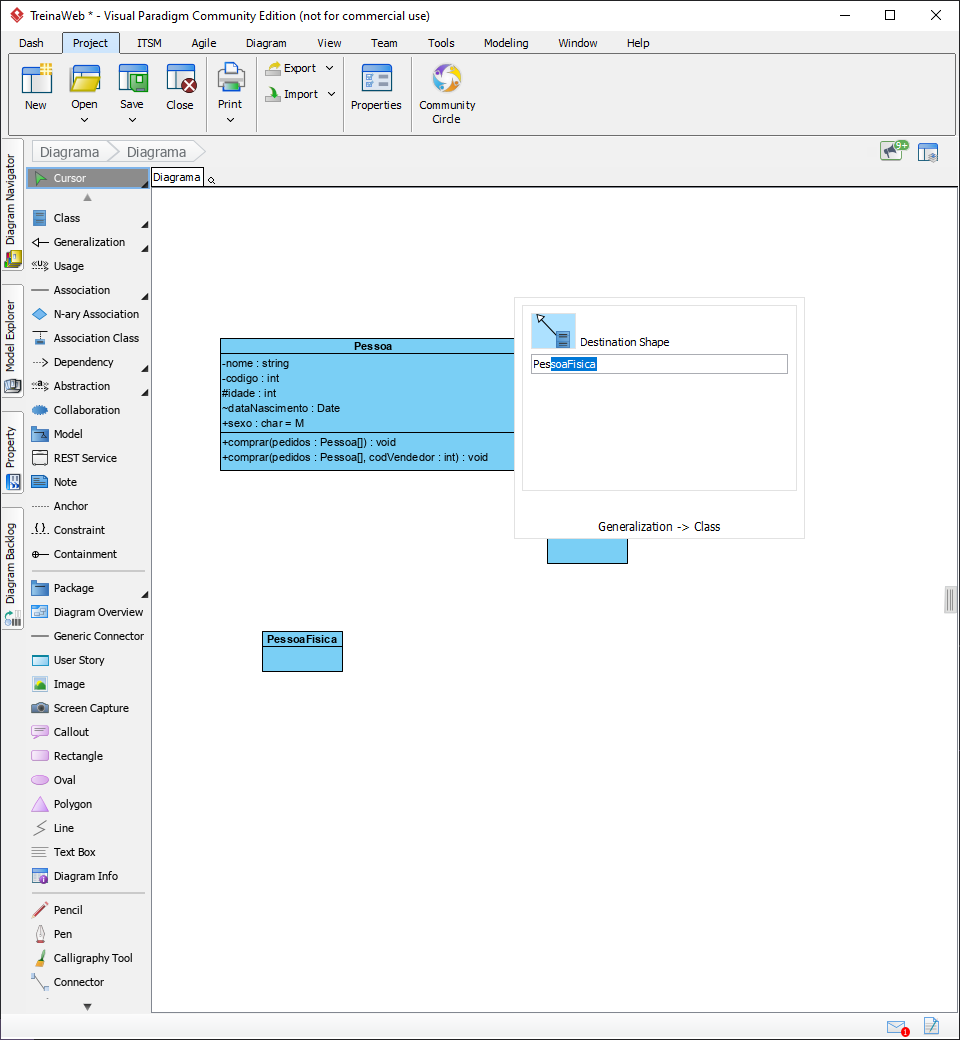 TreinaWeb * - Visual Paradigm Community Edition (not for commercial use)
Dash Project ITSM Agile Diagram View Team Tools Modeling Window Help
New Open Save Close Print Export Import Properties Community Circle
Diagrama Diagrama
9+
Diagram Navigator
Model Explorer
Property
Diagram Backlog
Cursor
Diagrama
Class
Generalization
«U» Usage
Association
N-ary Association
Association Class
Dependency
«a» Abstraction
Collaboration
Model
REST Service
Note
Anchor
{.} Constraint
Containment
Package
Diagram Overview
Generic Connector
User Story
Image
Screen Capture
Callout
Rectangle
Oval
Polygon
Line
Text Box
Diagram Info
Pencil
Pen
Calligraphy Tool
Connector
Pessoa
-nome : string
-codigo : int
#idade : int
~dataNascimento : Date
+sexo : char = M
+comprar(pedidos : Pessoa[]) : void
+comprar(pedidos : Pessoa[], codVendedor : int) : void
Destination Shape
PessoaFisica
Generalization -> Class
PessoaFisica
1